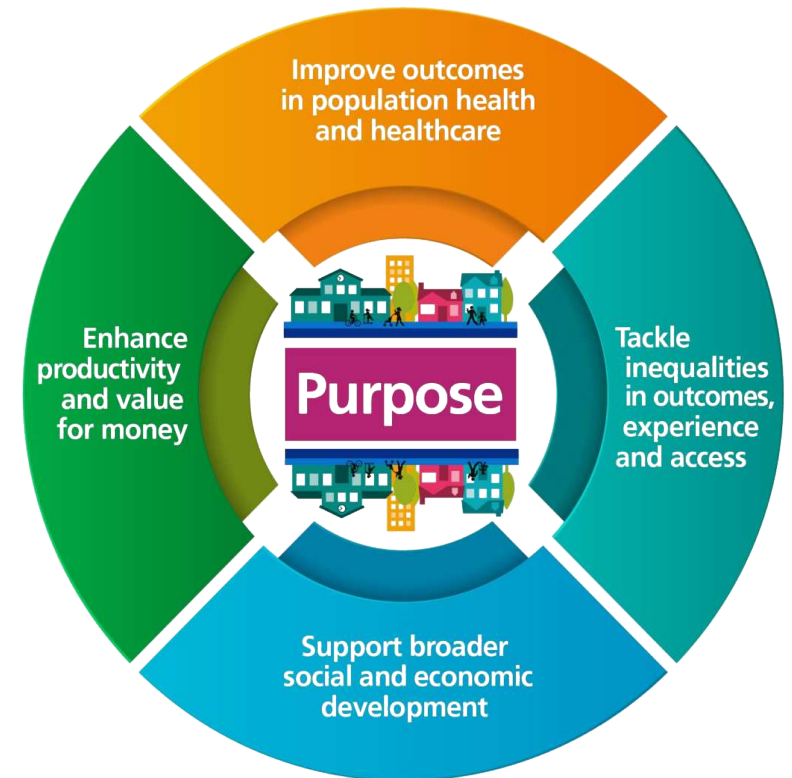 Improve outcomes
in population health
and healthcare
Enhance
productivity
and value
for money
Purpose
Tackle
inequalities
in outcomes,
experience
and access
Support broader
social and economic
development